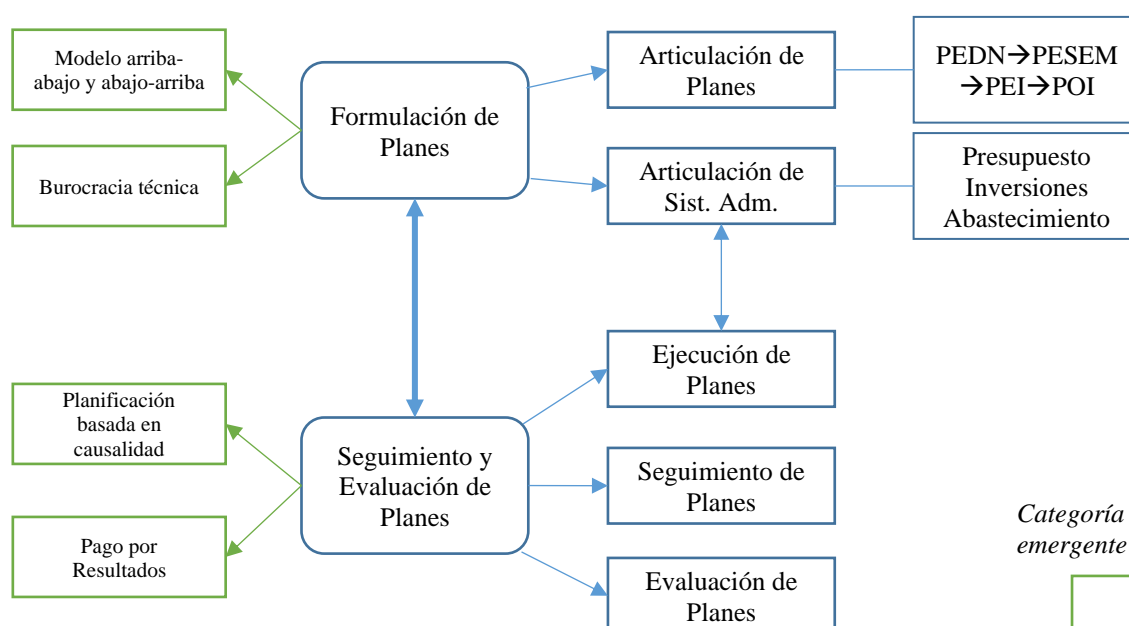 Modelo arriba-
abajo y abajo-arriba
Burocracia técnica
Formulación de
Planes
Articulación de
Planes
PEDN→PESEM
→PEI→POI
Articulación de
Sist. Adm.
Presupuesto
Inversiones
Abastecimiento
Ejecución de
Planes
Planificación
basada en
causalidad
Seguimiento y
Evaluación de
Planes
Seguimiento de
Planes
Pago por
Resultados
Evaluación de
Planes
Categoría
emergente